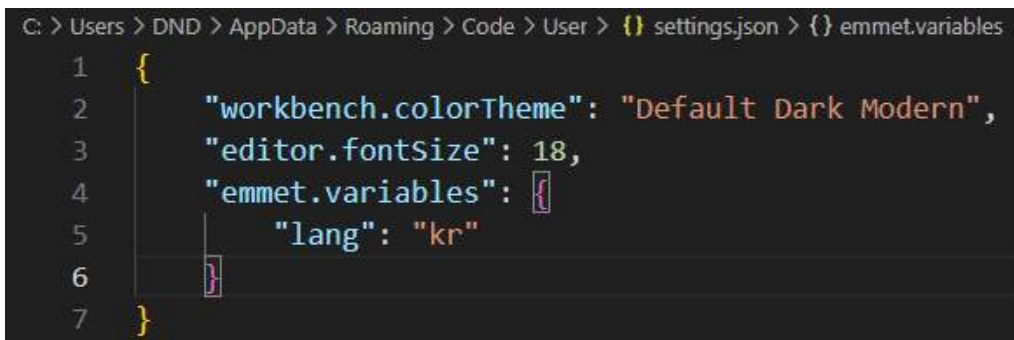 C: > Users > DND > AppData > Roaming > Code > User > {} settings.json > {} emmet.variables
1 {
2 "workbench.colorTheme": "Default Dark Modern",
3 "editor.fontSize": 18,
4 "emmet.variables": {
5 "lang": "kr"
6 }
7 }